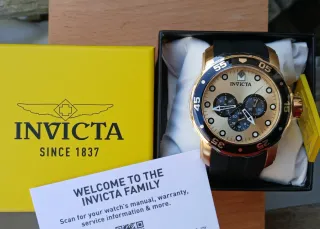 INVICTA
SINCE 1837
INVICTA
WELCOME TO THE
INVICTA FAMILY
Scan for your watch's manual, warranty,
service information & more.